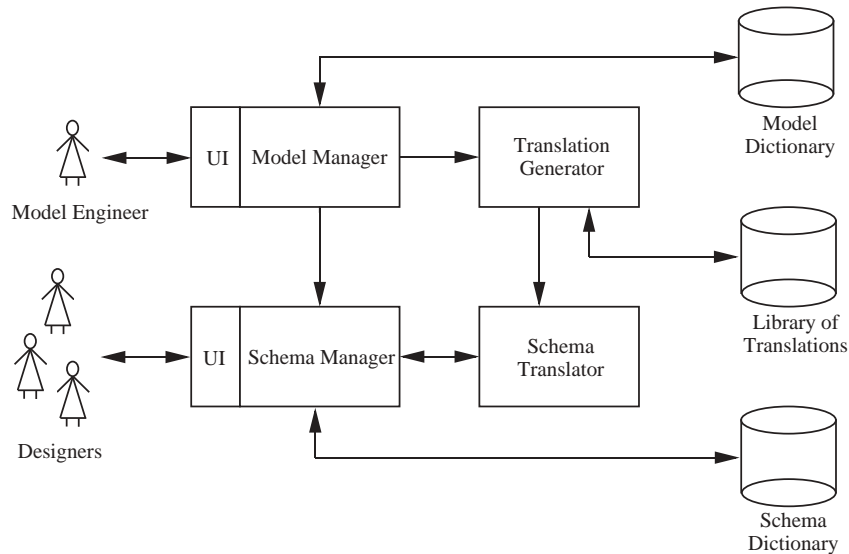 Model
Dictionary
UI
Model Manager
Translation
Generator
Model Engineer
Library of
Translations
UI
Schema Manager
Schema
Translator
Designers
Schema
Dictionary